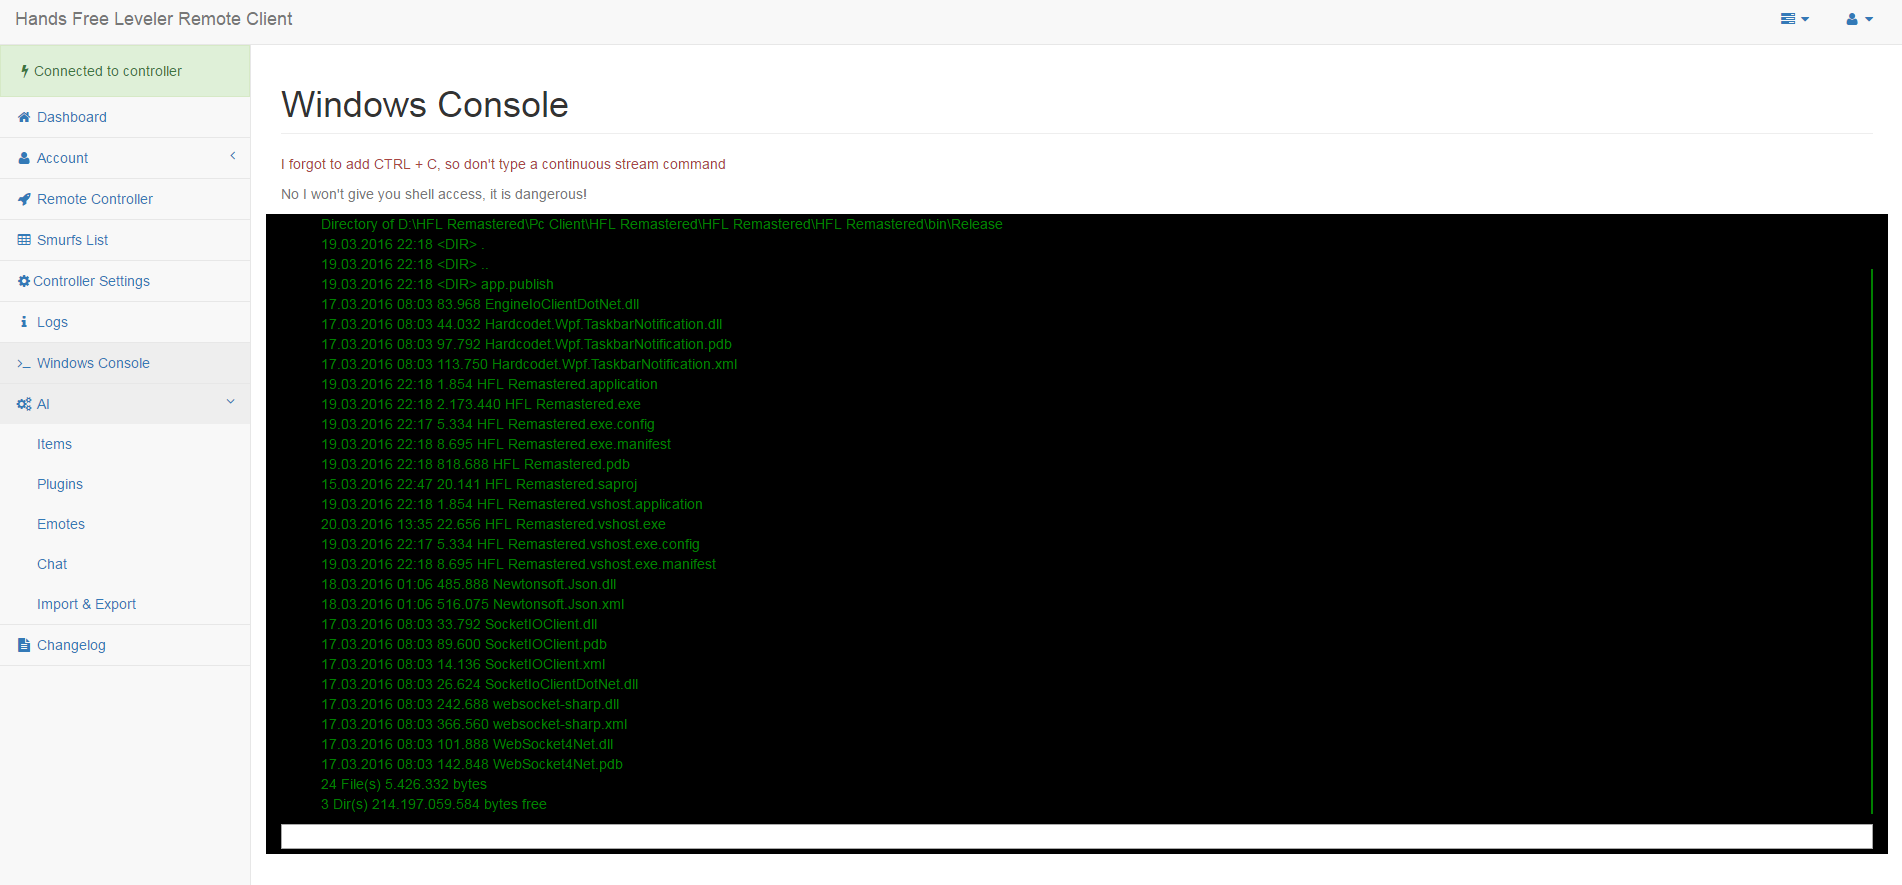 Hands Free Leveler Remote Client
Connected to controller
Dashboard
Account
Remote Controller
Smurfs List
Controller Settings
Logs
Windows Console
AI
Items
Plugins
Emotes
Chat
Import & Export
Changelog
Windows Console
I forgot to add CTRL + C, so don't type a continuous stream command
No I won't give you shell access, it is dangerous!
Directory of D:\HFL Remastered\Pc Client\HFL Remastered\HFL Remastered\HFL Remastered\bin\Release
19.03.2016 22:18 <DIR> .
19.03.2016 22:18 <DIR> ..
19.03.2016 22:18 <DIR> app.publish
17.03.2016 08:03 83.968 EngineIoClientDotNet.dll
17.03.2016 08:03 44.032 Hardcodet.Wpf.TaskbarNotification.dll
17.03.2016 08:03 97.792 Hardcodet.Wpf.TaskbarNotification.pdb
17.03.2016 08:03 113.750 Hardcodet.Wpf.TaskbarNotification.xml
19.03.2016 22:18 1.854 HFL Remastered.application
19.03.2016 22:18 2.173.440 HFL Remastered.exe
19.03.2016 22:17 5.334 HFL Remastered.exe.config
19.03.2016 22:18 8.695 HFL Remastered.exe.manifest
19.03.2016 22:18 818.688 HFL Remastered.pdb
15.03.2016 22:47 20.141 HFL Remastered.saproj
19.03.2016 22:18 1.854 HFL Remastered.vshost.application
20.03.2016 13:35 22.656 HFL Remastered.vshost.exe
19.03.2016 22:17 5.334 HFL Remastered.vshost.exe.config
19.03.2016 22:18 8.695 HFL Remastered.vshost.exe.manifest
18.03.2016 01:06 485.888 Newtonsoft.Json.dll
18.03.2016 01:06 516.075 Newtonsoft.Json.xml
17.03.2016 08:03 33.792 SocketIOClient.dll
17.03.2016 08:03 89.600 SocketIOClient.pdb
17.03.2016 08:03 14.136 SocketIOClient.xml
17.03.2016 08:03 26.624 SocketIoClientDotNet.dll
17.03.2016 08:03 242.688 websocket-sharp.dll
17.03.2016 08:03 366.560 websocket-sharp.xml
17.03.2016 08:03 101.888 WebSocket4Net.dll
17.03.2016 08:03 142.848 WebSocket4Net.pdb
24 File(s) 5.426.332 bytes
3 Dir(s) 214.197.059.584 bytes free